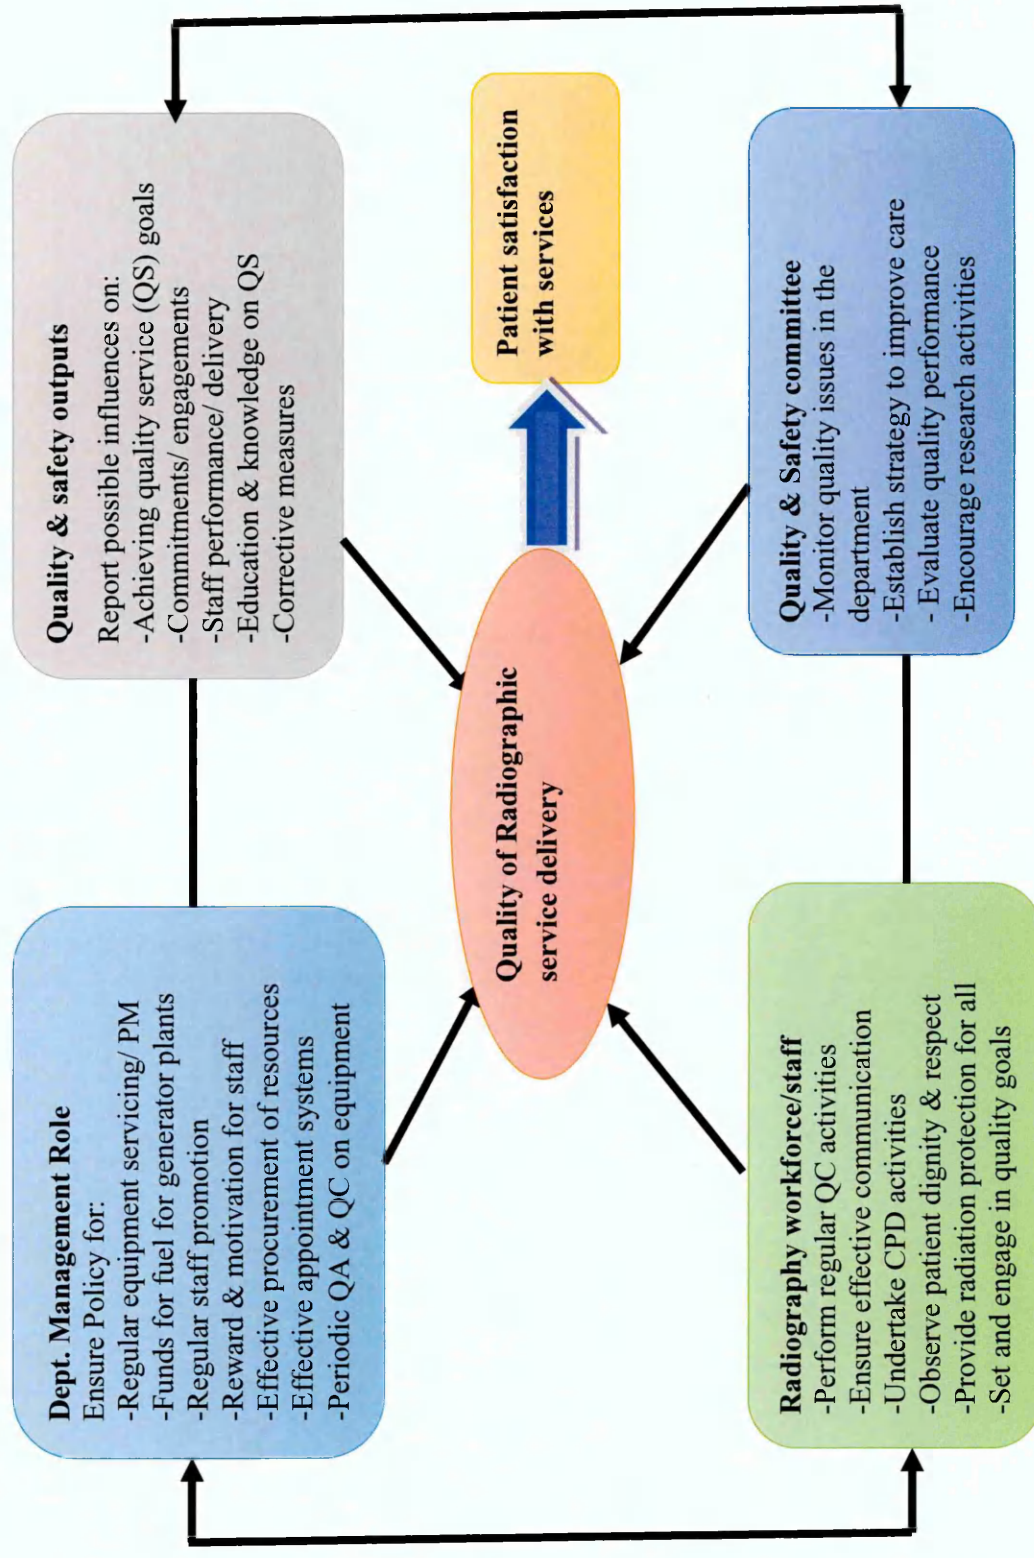 Dept. Management Role
Ensure Policy for:
-Regular equipment servicing/ PM
-Funds for fuel for generator plants
-Regular staff promotion
-Reward & motivation for staff
-Effective procurement of resources
-Effective appointment systems
-Periodic QA & QC on equipment
Quality & safety outputs
Report possible influences on:
-Achieving quality service (QS) goals
-Commitments/ engagements
-Staff performance/ delivery
-Education & knowledge on QS
-Corrective measures
Quality of Radiographic
service delivery
Patient satisfaction
with services
Radiography workforce/staff
-Perform regular QC activities
-Ensure effective communication
-Undertake CPD activities
-Observe patient dignity & respect
-Provide radiation protection for all
-Set and engage in quality goals
Quality & Safety committee
-Monitor quality issues in the
department
-Establish strategy to improve care
- Evaluate quality performance
-Encourage research activities